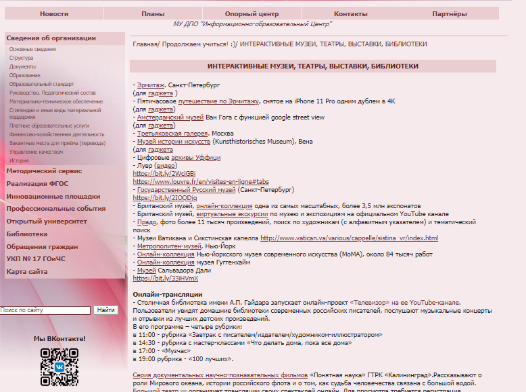 Новости Планы Опорный центр Контакты Партнёры
МУ ДПО "Информационно-образовательный Центр"
Сведения об организации
Основные сведения
Структура
Документы
Образование
Образовательный стандарт
Руководство. Педагогический состав
Материально-техническое обеспечение
Стипендии и иные виды материальной
поддержки
Платные образовательные услуги
Финансово-хозяйственная деятельность
Вакантные места для приёма (перевода)
Управление качеством
История
Методический сервис
Реализация ФГОС
Инновационные площадки
Профессиональные события
Открытый университет
Библиотека
Обращения граждан
УКП № 17 ГОиЧС
Карта сайта
Поиск по сайту Найти
Мы ВКонтакте!
Главная/ Продолжаем учиться! :)/ ИНТЕРАКТИВНЫЕ МУЗЕИ, ТЕАТРЫ, ВЫСТАВКИ, БИБЛИОТЕКИ
ИНТЕРАКТИВНЫЕ МУЗЕИ, ТЕАТРЫ, ВЫСТАВКИ, БИБЛИОТЕКИ
- Эрмитаж, Санкт-Петербург
(для гаджета )
- Пятичасовое путешествие по Эрмитажу, снятое на iPhone 11 Pro одним дублем в 4К
(для гаджета)
- Амстердамский музей Ван Гога с функцией google street view
(для гаджета)
- Третьяковская галерея, Москва
- Музей истории искусств (Kunsthistorisches Museum), Вена
(для гаджета
- Цифровые архивы Уффици
- Лувр (видео)
https://bit.ly/2WciGBi
https://www.louvre.fr/en/visites-en-ligne#tabs
- Государственный Русский музей (Санкт-Петербург)
https://bit.ly/2IOQDjq
- Британский музей, онлайн-коллекция одна из самых масштабных, более 3,5 млн экспонатов
- Британский музей, виртуальные экскурсии по музею и экспозициям на официальном YouTube канале
- Прадо, фото более 11 тысяч произведений, поиск по художникам (с алфавитным указателем) и тематический
поиск
- Музеи Ватикана и Сикстинская капелла http://www.vatican.va/various/cappelle/sistina_vr/index.html
- Метрополитен-музей, Нью-Йорк
- Онлайн-коллекция Нью-йоркского музея современного искусства (МоМА), около 84 тысяч работ
- Онлайн-коллекция музея Гуггенхайм
- Музей Сальвадора Дали
https://bit.ly/33iHVmX
Онлайн-трансляции
- Столичная библиотека имени А.П. Гайдара запускает онлайн-проект «Телевизор» на ее YouTube-канале.
Пользователи увидят домашние библиотеки современных российских писателей, послушают музыкальные концерты
и отрывки из лучших детских произведений.
В его программе – четыре рубрики:
в 11:00 - рубрика «Завтрак с писателем/издателем/художником-иллюстратором»
в 14:30 - рубрика с мастер-классами «Что делать дома, пока все дома»
в 17:00 - «Мувчас»
в 19:00 рубрика - «100 лучших».
Серия документальных научно-познавательных фильмов «Понятная наука» ГТРК «Калининград».Рассказывают о
роли Мирового океана, истории российского флота и о том, как судьба человечества связана с большой водой.